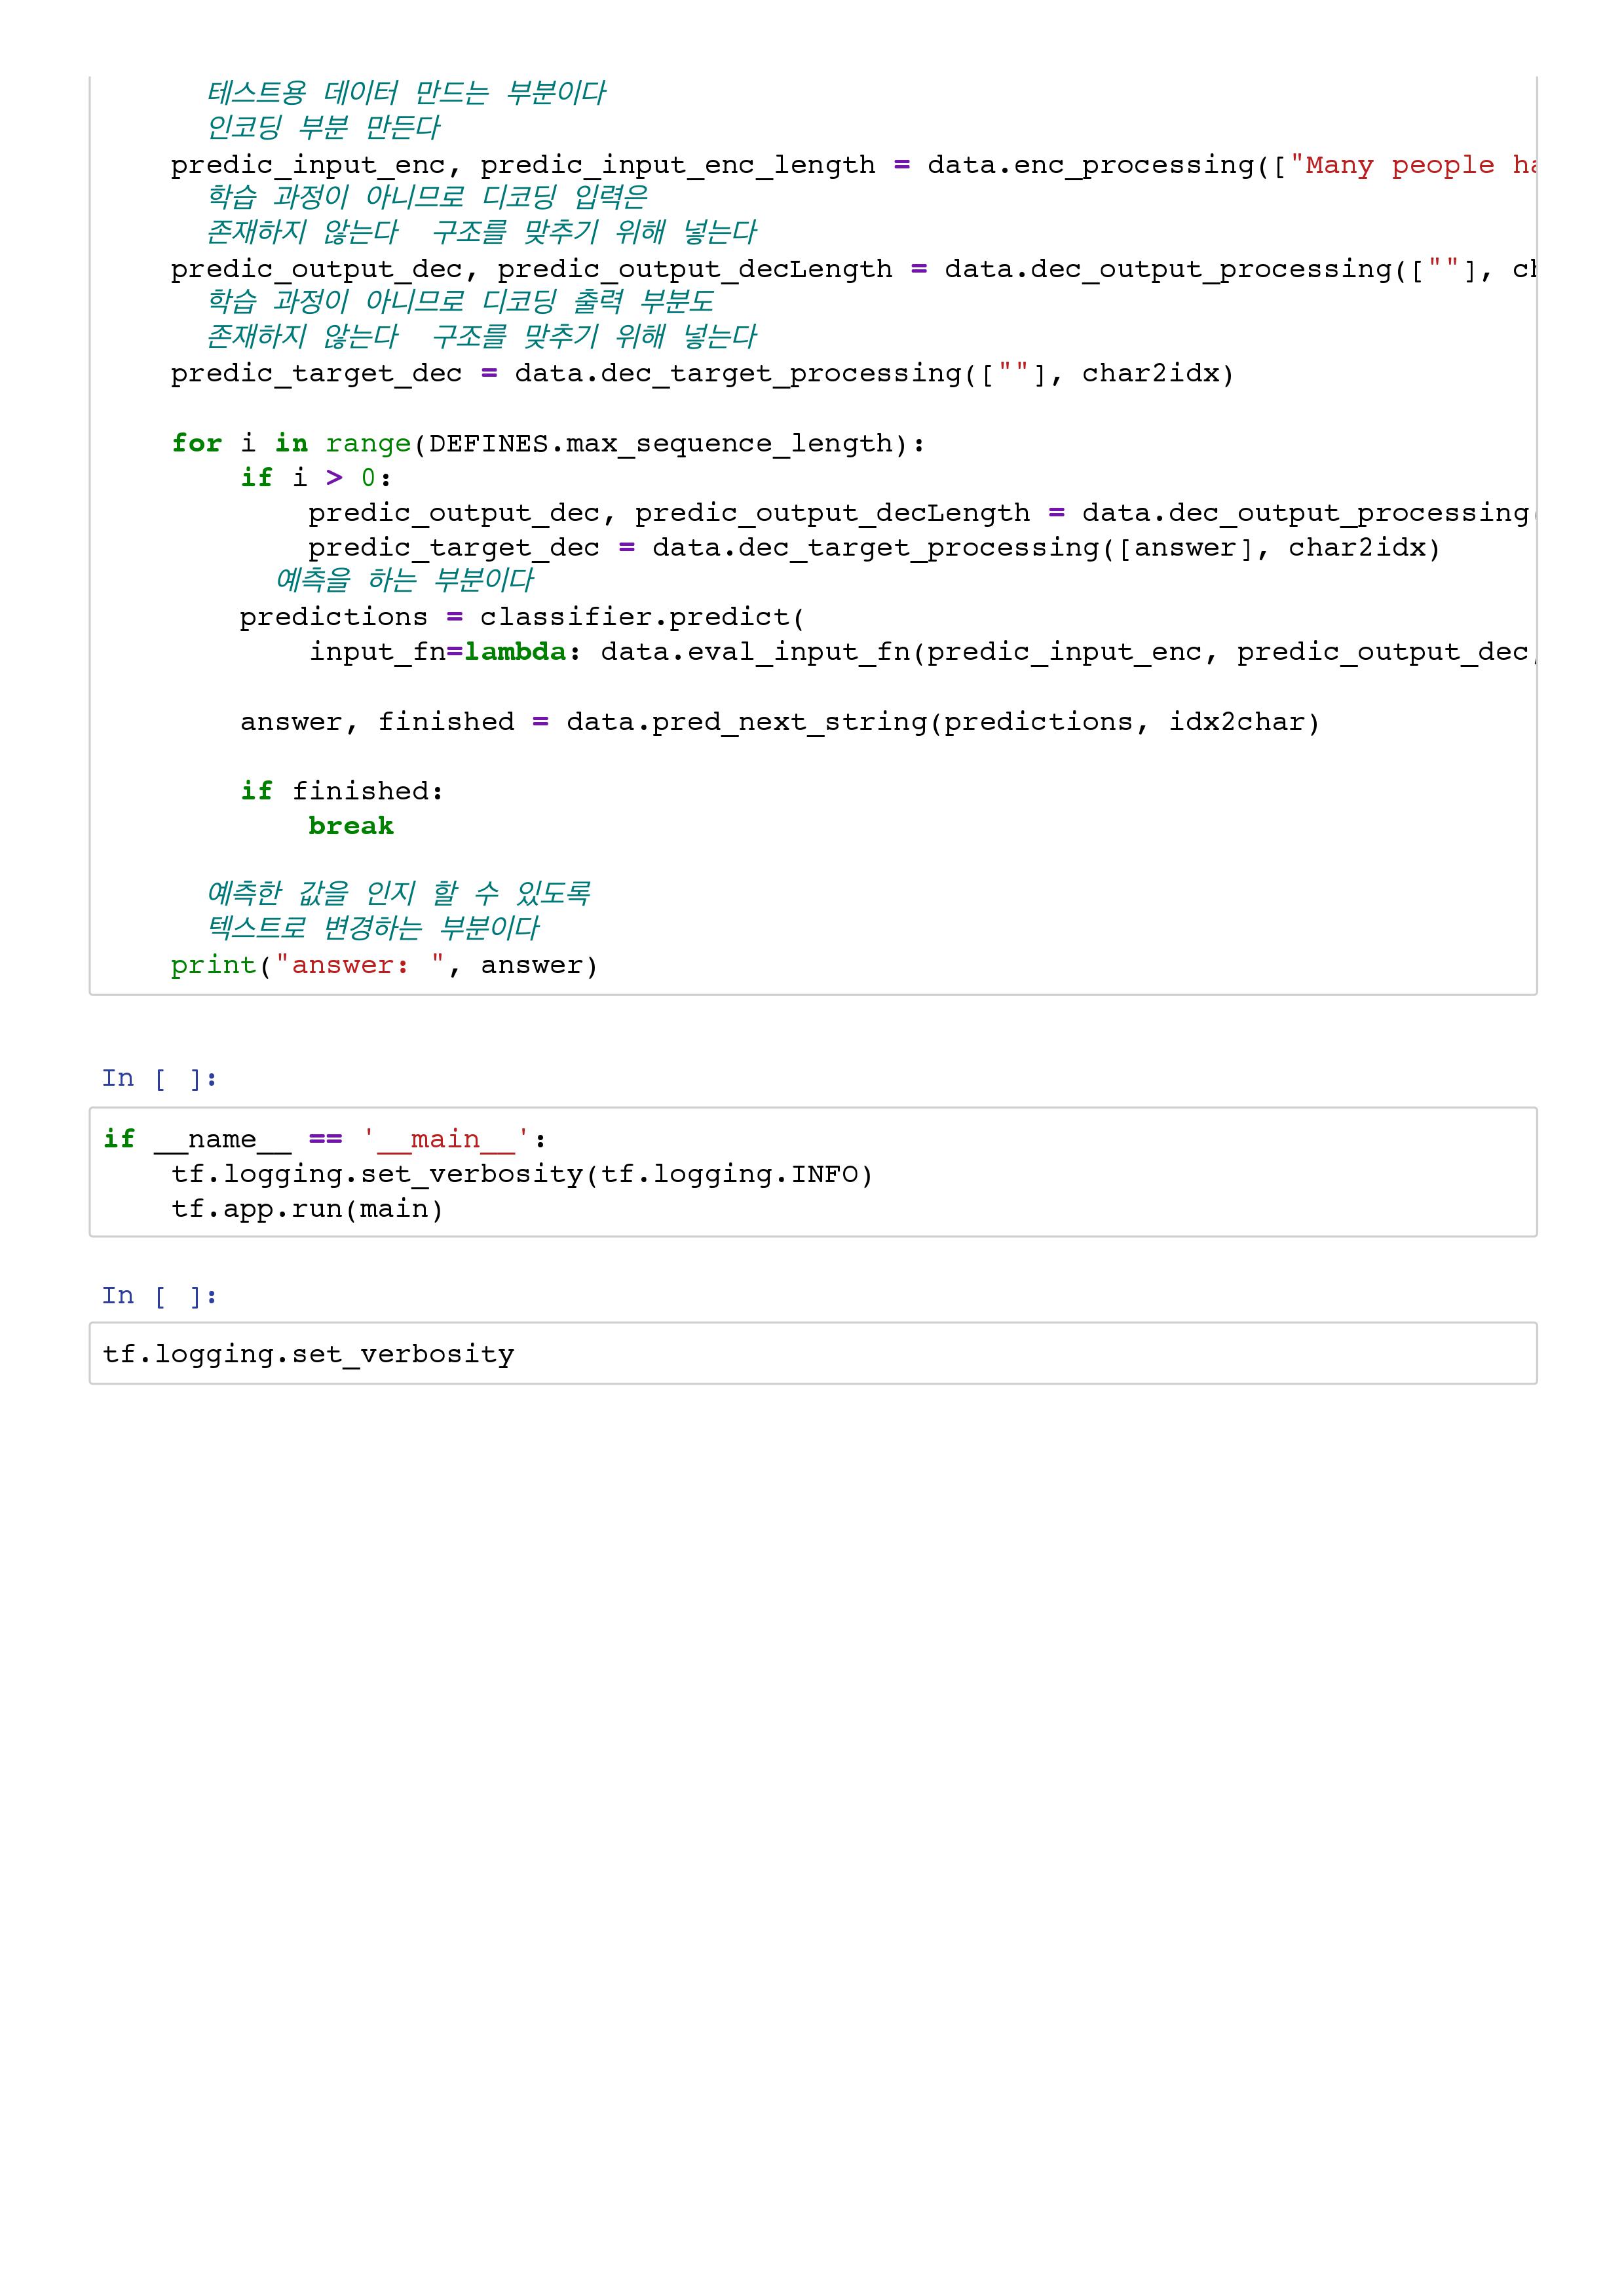 테스트용 데이터 만드는 부분이다
인코딩 부분 만든다
predic_input_enc, predic_input_enc_length = data.enc_processing(["Many people ha
학습 과정이 아니므로 디코딩 입력은
존재하지 않는다 구조를 맞추기 위해 넣는다
predic_output_dec, predic_output_decLength = data.dec_output_processing([""], ch
학습 과정이 아니므로 디코딩 출력 부분도
존재하지 않는다 구조를 맞추기 위해 넣는다
predic_target_dec = data.dec_target_processing([""], char2idx)
for i in range(DEFINES.max_sequence_length):
if i > 0:
predic_output_dec, predic_output_decLength = data.dec_output_processing(
predic_target_dec = data.dec_target_processing([answer], char2idx)
예측을 하는 부분이다
predictions = classifier.predict(
input_fn=lambda: data.eval_input_fn(predic_input_enc, predic_output_dec,
answer, finished = data.pred_next_string(predictions, idx2char)
if finished:
break
예측한 값을 인지 할 수 있도록
텍스트로 변경하는 부분이다
print("answer: ", answer)
In [ ]:
if __name__ == '__main__':
tf.logging.set_verbosity(tf.logging.INFO)
tf.app.run(main)
In [ ]:
tf.logging.set_verbosity